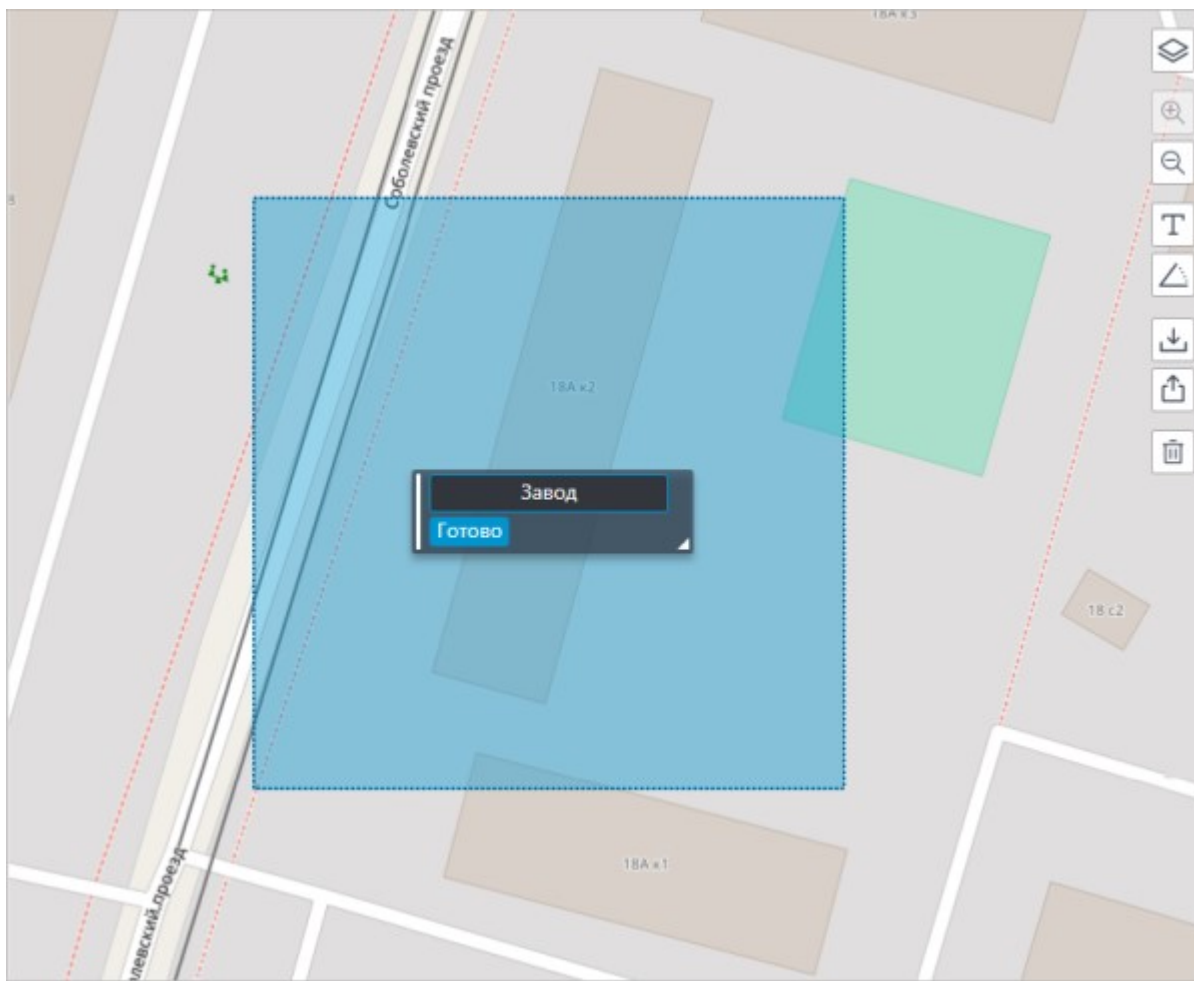 18А к3
Соболевский проезд
18А к2
Завод
Готово
18 с2
18А к1
олевский проезд